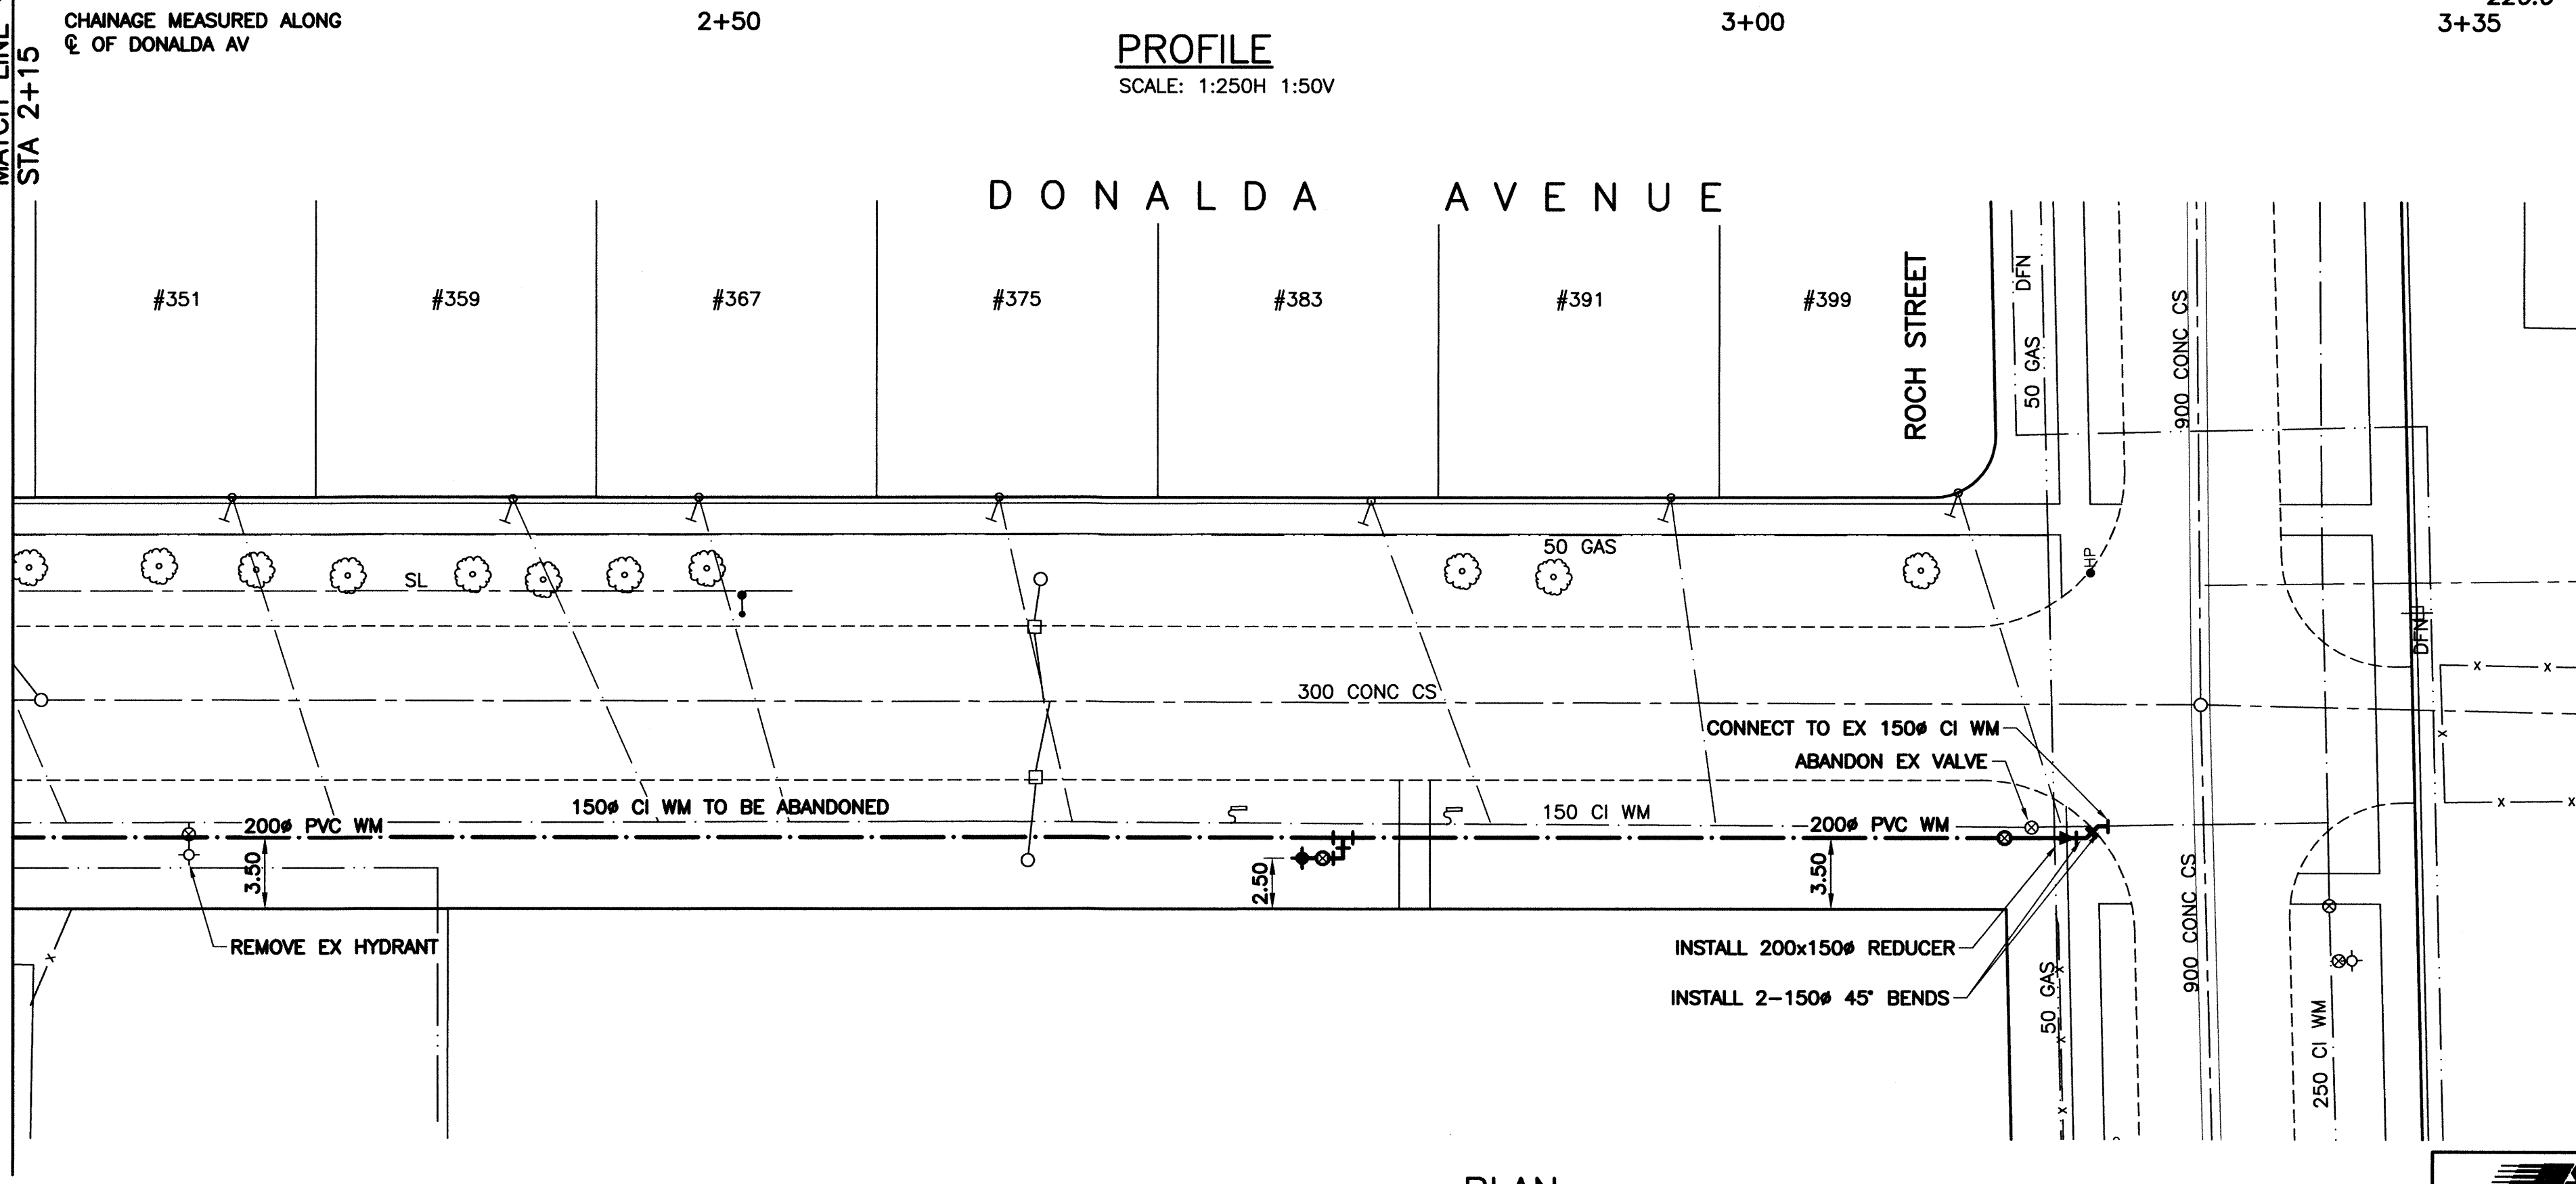 CHAINAGE MEASURED ALONG
℄ OF DONALDA AV
2+50
3+00
3+35
MATCH LINE
STA 2+15
PROFILE
SCALE: 1:250H 1:50V
DONALDA AVENUE
#351
#359
#367
#375
#383
#391
#399
ROCH STREET
DFN
50 GAS
900 CONC CS
50 GAS
SL
HP
DFN
300 CONC CS
CONNECT TO EX 150ø CI WM
ABANDON EX VALVE
150ø CI WM TO BE ABANDONED
150 CI WM
200ø PVC WM
200ø PVC WM
3.50
2.50
3.50
REMOVE EX HYDRANT
INSTALL 200x150ø REDUCER
INSTALL 2-150ø 45° BENDS
50 GAS
900 CONC CS
250 CI WM
PLAN